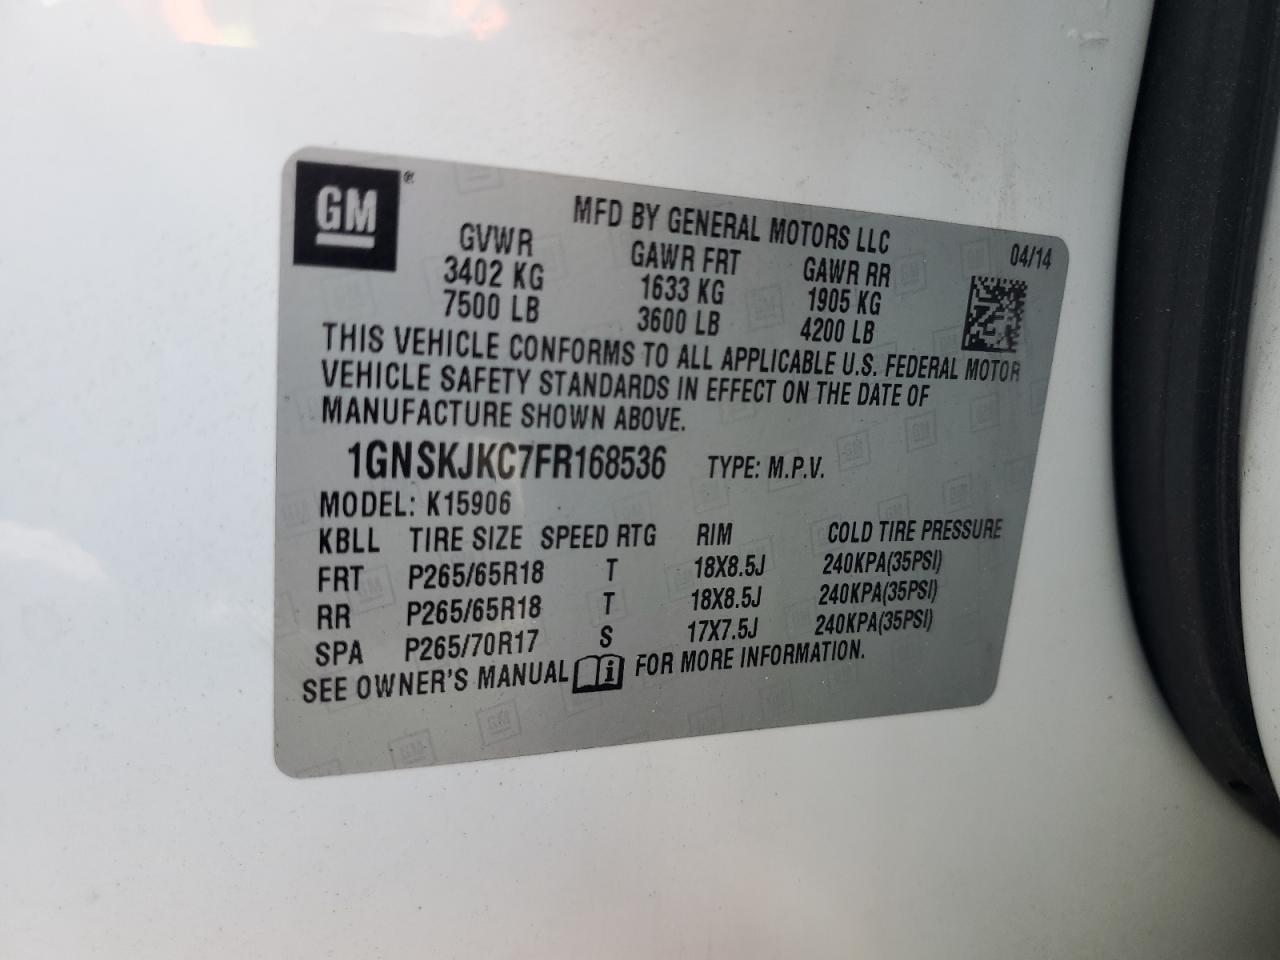 GM®
MFD BY GENERAL MOTORS LLC
04/14
GVWR GAWR FRT GAWR RR
3402 KG 1633 KG 1905 KG
7500 LB 3600 LB 4200 LB
THIS VEHICLE CONFORMS TO ALL APPLICABLE U.S. FEDERAL MOTOR
VEHICLE SAFETY STANDARDS IN EFFECT ON THE DATE OF
MANUFACTURE SHOWN ABOVE.
1GNSKJKC7FR168536 TYPE: M.P.V.
MODEL: K15906
KBLL TIRE SIZE SPEED RTG RIM COLD TIRE PRESSURE
FRT P265/65R18 T 18X8.5J 240KPA(35PSI)
RR P265/65R18 T 18X8.5J 240KPA(35PSI)
SPA P265/70R17 S 17X7.5J 240KPA(35PSI)
SEE OWNER'S MANUAL i FOR MORE INFORMATION.